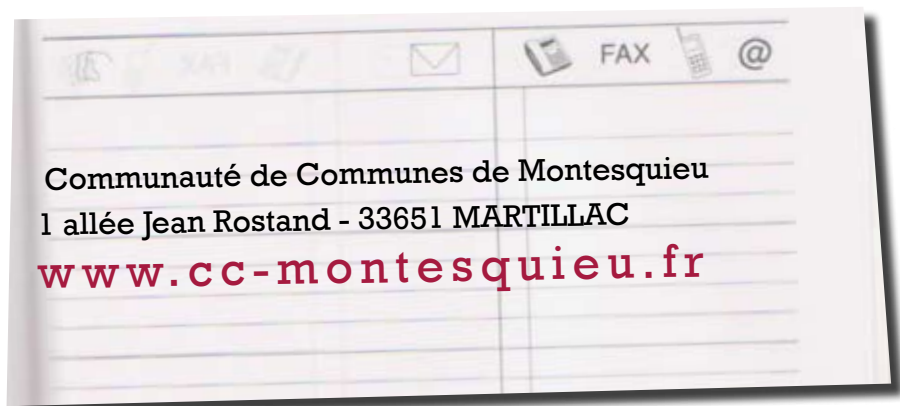 FAX @
Communauté de Communes de Montesquieu
1 allée Jean Rostand - 33651 MARTILLAC
www.cc-montesquieu.fr